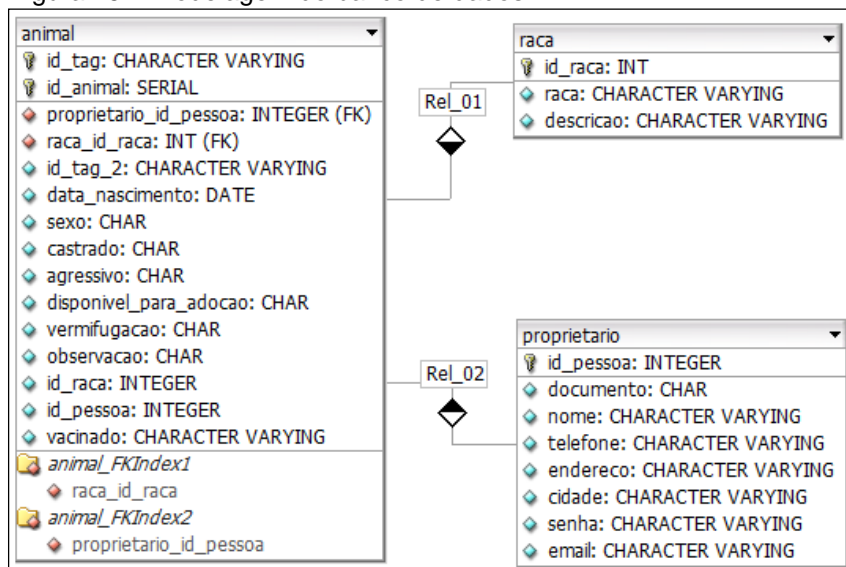 animal
id_tag: CHARACTER VARYING
id_animal: SERIAL
proprietario_id_pessoa: INTEGER (FK)
raca_id_raca: INT (FK)
id_tag_2: CHARACTER VARYING
data_nascimento: DATE
sexo: CHAR
castrado: CHAR
agressivo: CHAR
disponivel_para_adocao: CHAR
vermifugacao: CHAR
observacao: CHAR
id_raca: INTEGER
id_pessoa: INTEGER
vacinado: CHARACTER VARYING
animal_FKIndex1
raca_id_raca
animal_FKIndex2
proprietario_id_pessoa
Rel_01
raca
id_raca: INT
raca: CHARACTER VARYING
descricao: CHARACTER VARYING
Rel_02
proprietario
id_pessoa: INTEGER
documento: CHAR
nome: CHARACTER VARYING
telefone: CHARACTER VARYING
endereco: CHARACTER VARYING
cidade: CHARACTER VARYING
senha: CHARACTER VARYING
email: CHARACTER VARYING